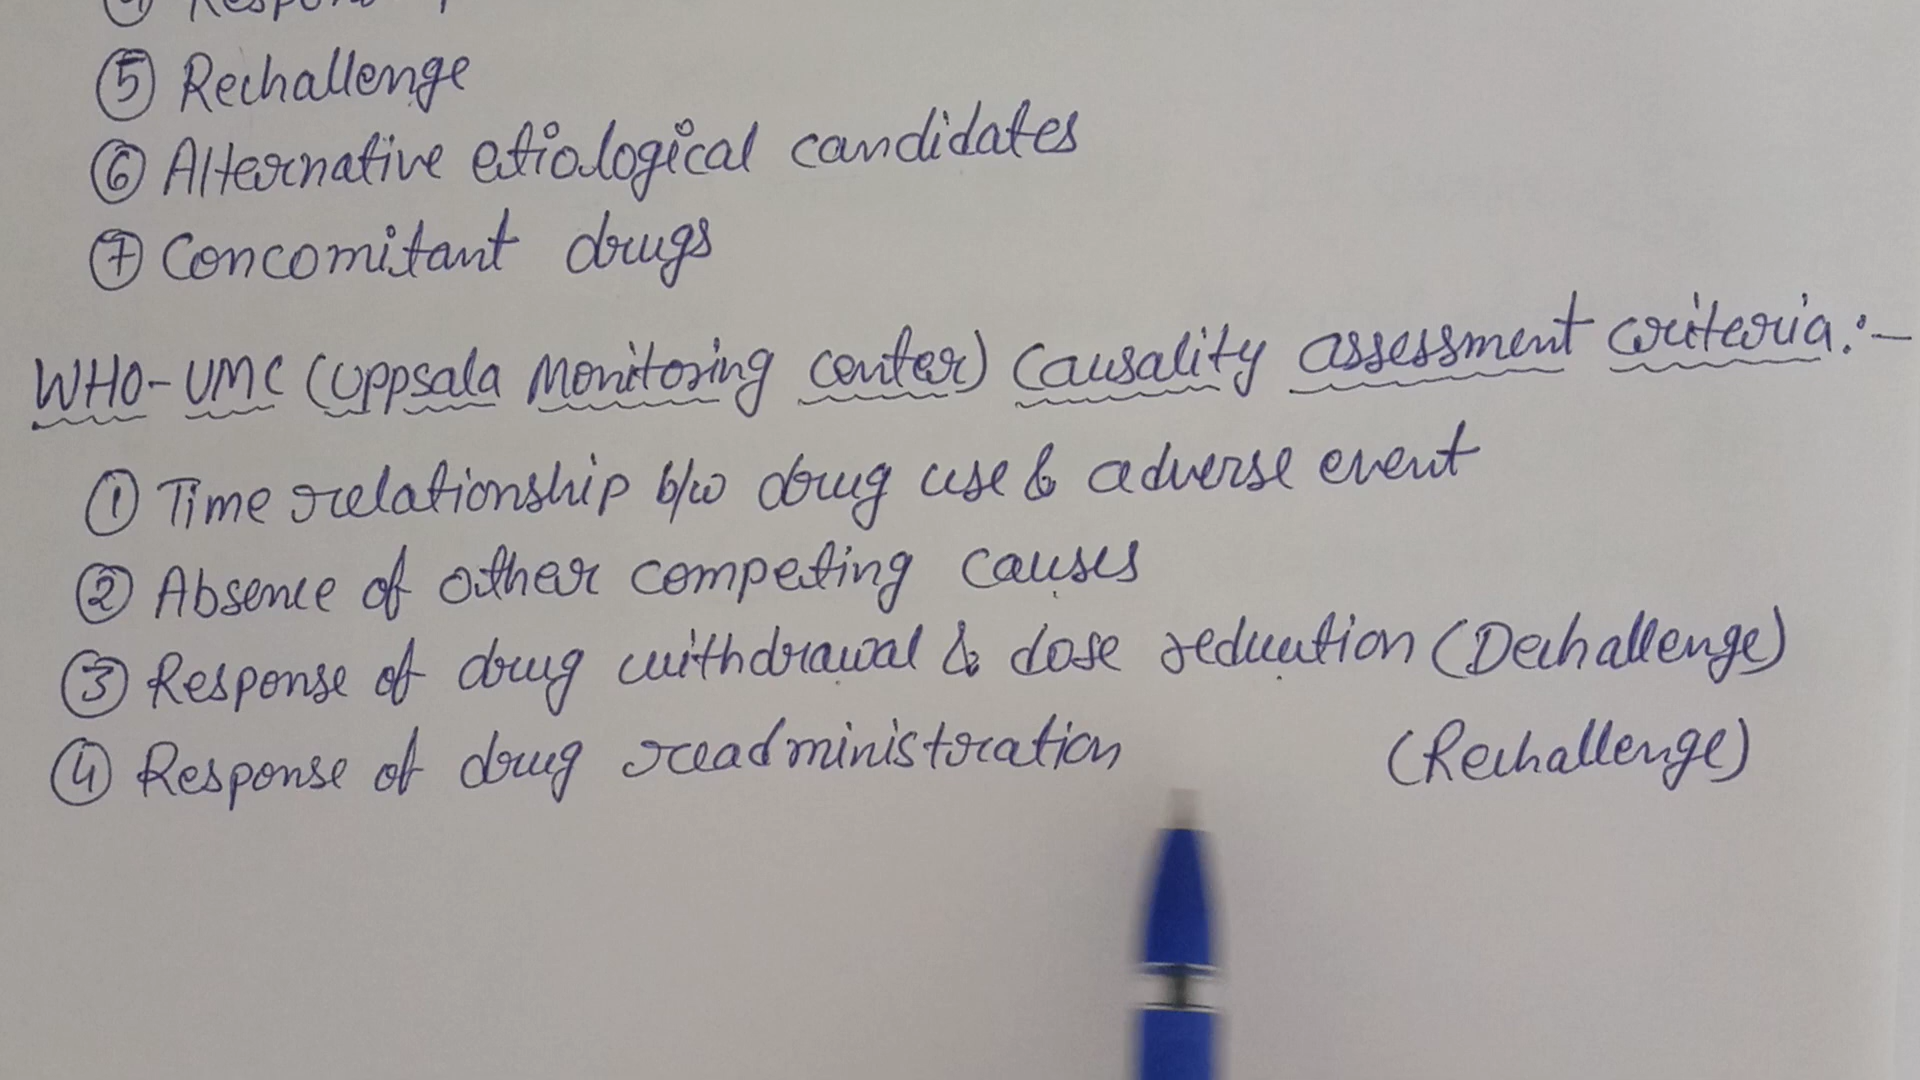 ⑤ Rechallenge
⑥ Alternative etiological candidates
⑦ Concomitant drugs
WHO-UMC (Uppsala Monitoring center) Causality assessment criteria:-
① Time relationship b/w drug use & adverse event
② Absence of other competing causes
③ Response of drug withdrawal & dose reduction (Dechallenge)
④ Response of drug readministration (Rechallenge)